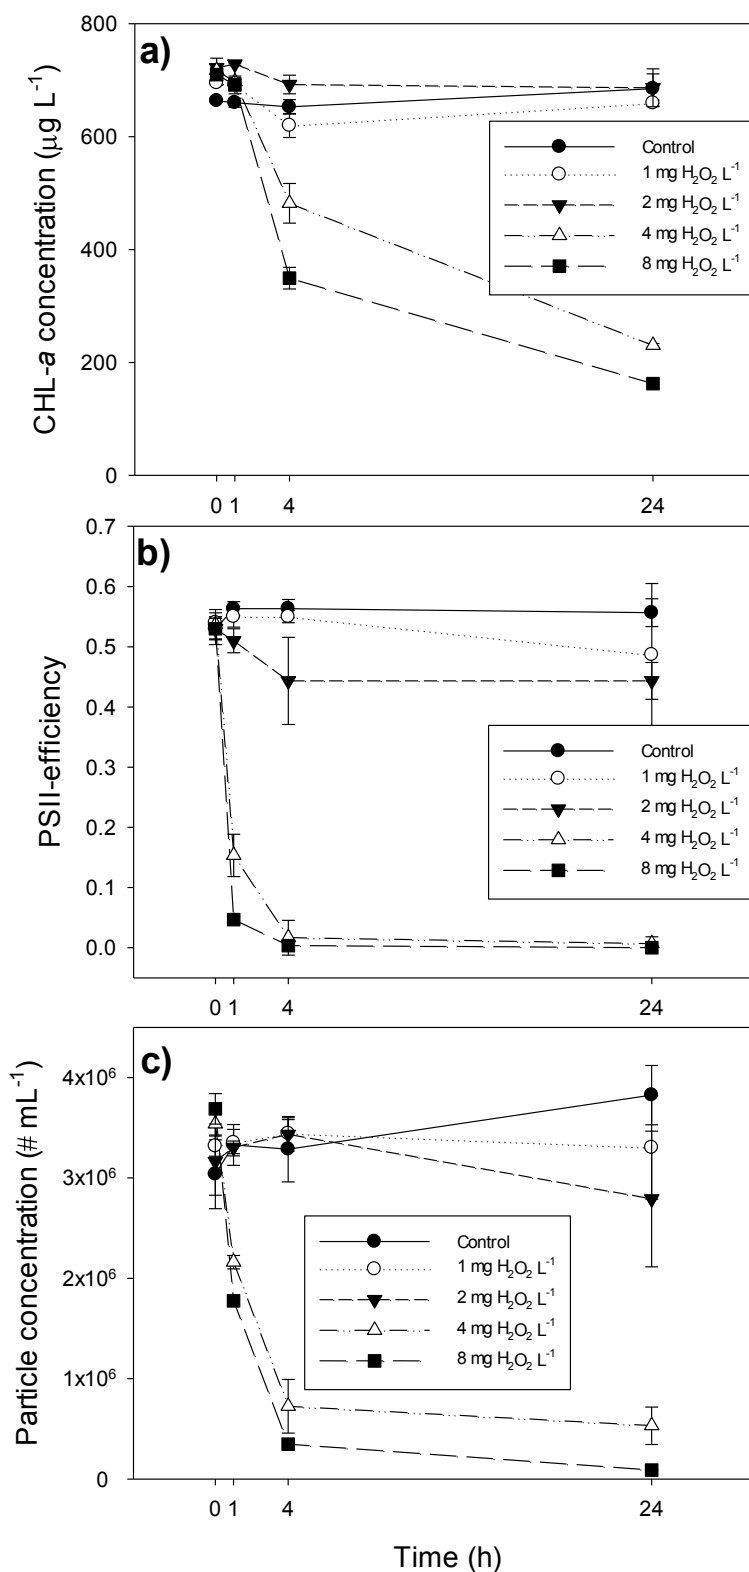 a)
CHL-a concentration (µg L⁻¹)
800
600
400
200
0
Control
1 mg H₂O₂ L⁻¹
2 mg H₂O₂ L⁻¹
4 mg H₂O₂ L⁻¹
8 mg H₂O₂ L⁻¹
0 1 4 24
b)
PSII-efficiency
0.7
0.6
0.5
0.4
0.3
0.2
0.1
0.0
Control
1 mg H₂O₂ L⁻¹
2 mg H₂O₂ L⁻¹
4 mg H₂O₂ L⁻¹
8 mg H₂O₂ L⁻¹
0 1 4 24
c)
Particle concentration (# mL⁻¹)
4x10⁶
3x10⁶
2x10⁶
1x10⁶
0
Control
1 mg H₂O₂ L⁻¹
2 mg H₂O₂ L⁻¹
4 mg H₂O₂ L⁻¹
8 mg H₂O₂ L⁻¹
0 1 4 24
Time (h)